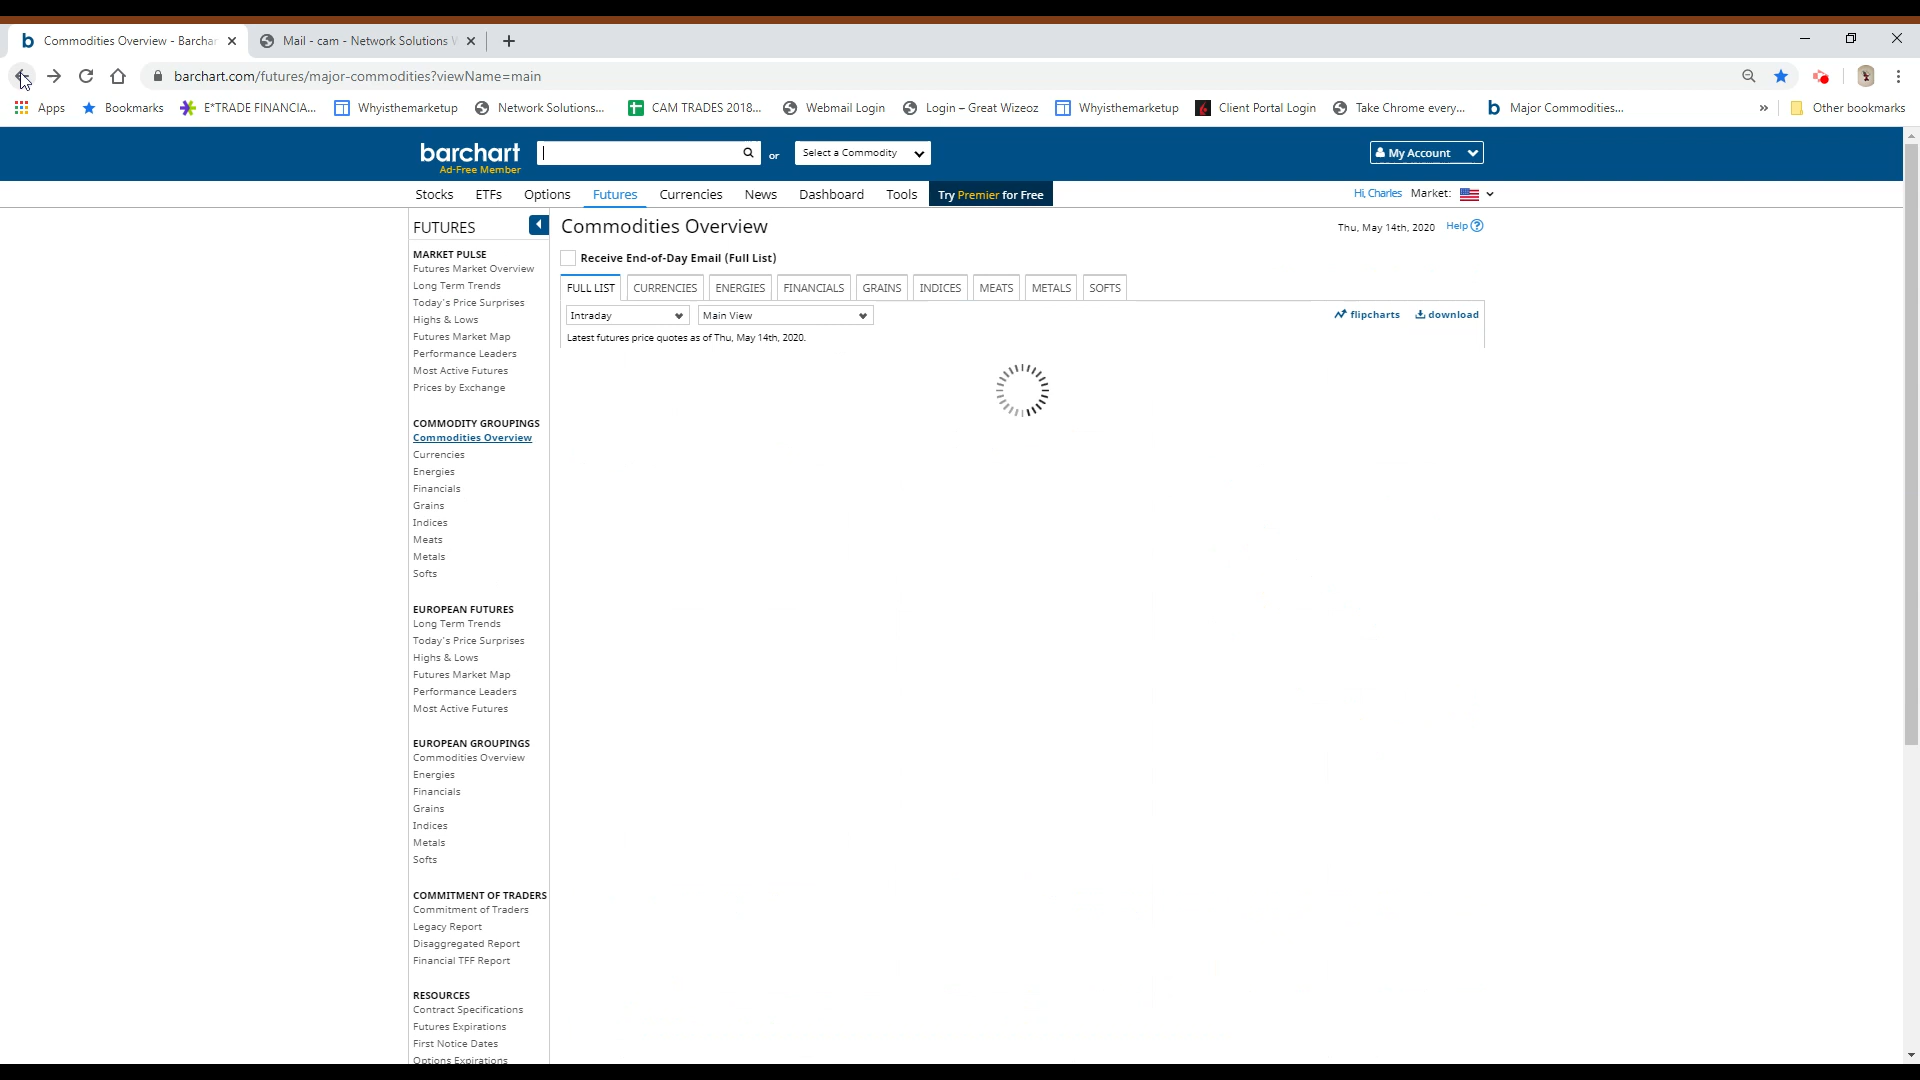 Commodities Overview - Barchar
Mail - cam - Network Solutions
barchart.com/futures/major-commodities?viewName=main
Apps Bookmarks E*TRADE FINANCIA... Whyisthemarketup Network Solutions... CAM TRADES 2018... Webmail Login Login – Great Wizeoz Whyisthemarketup Client Portal Login Take Chrome every... Major Commodities... » Other bookmarks
barchart
Ad-Free Member
or
Select a Commodity
My Account
Stocks ETFs Options Futures Currencies News Dashboard Tools Try Premier for Free
Hi, Charles Market:
FUTURES
MARKET PULSE
Futures Market Overview
Long Term Trends
Today's Price Surprises
Highs & Lows
Futures Market Map
Performance Leaders
Most Active Futures
Prices by Exchange
COMMODITY GROUPINGS
Commodities Overview
Currencies
Energies
Financials
Grains
Indices
Meats
Metals
Softs
EUROPEAN FUTURES
Long Term Trends
Today's Price Surprises
Highs & Lows
Futures Market Map
Performance Leaders
Most Active Futures
EUROPEAN GROUPINGS
Commodities Overview
Energies
Financials
Grains
Indices
Metals
Softs
COMMITMENT OF TRADERS
Commitment of Traders
Legacy Report
Disaggregated Report
Financial TFF Report
RESOURCES
Contract Specifications
Futures Expirations
First Notice Dates
Options Expirations
Commodities Overview
Thu, May 14th, 2020 Help ?
Receive End-of-Day Email (Full List)
FULL LIST CURRENCIES ENERGIES FINANCIALS GRAINS INDICES MEATS METALS SOFTS
Intraday Main View
flipcharts download
Latest futures price quotes as of Thu, May 14th, 2020.